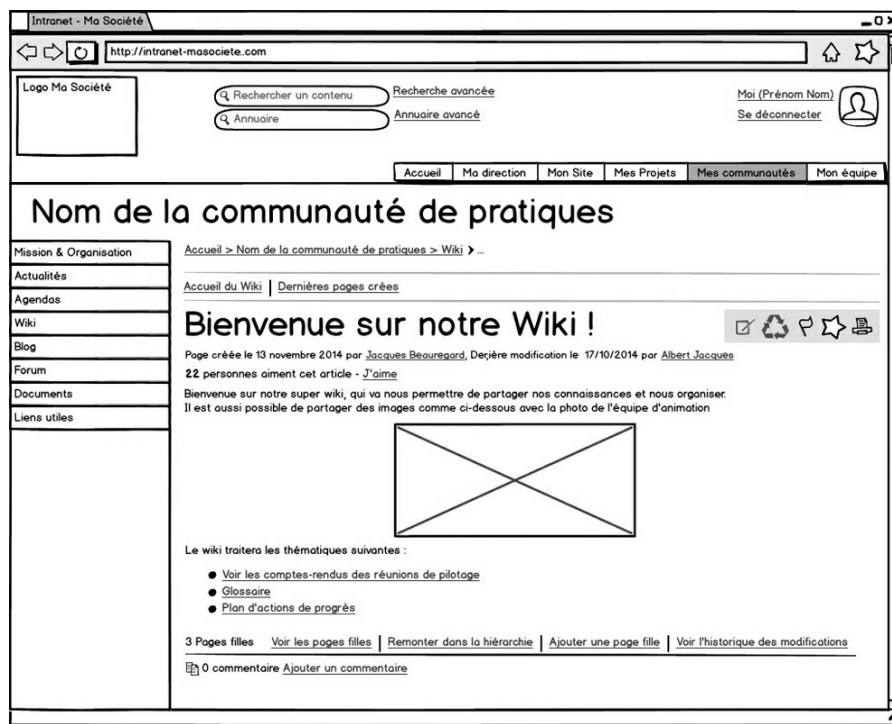 Intranet - Ma Société
http://intranet-masociete..com
Logo Ma Société
Rechercher un contenu
Recherche avancée
Annuaire
Annuaire avancé
Moi (Prénom Nom)
Se déconnecter
Accueil Ma direction Mon Site Mes Projets Mes communautés Mon équipe
Nom de la communauté de pratiques
Mission & Organisation
Actualités
Agendas
Wiki
Blog
Forum
Documents
Liens utiles
Accueil > Nom de la communauté de pratiques > Wiki > ...
Accueil du Wiki | Dernières pages crées
Bienvenue sur notre Wiki !
Page créée le 13 novembre 2014 par Jacques Beauregard, Derière modification le 17/10/2014 par Albert Jacques
22 personnes aiment cet article - J'aime
Bienvenue sur notre super wiki, qui va nous permettre de partager nos connaissances et nous organiser.
Il est aussi possible de partager des images comme ci-dessous avec la photo de l'équipe d'animation
Le wiki traitera les thématiques suivantes :
Voir les comptes-rendus des réunions de pilotage
Glossaire
Plan d'actions de progrès
3 Pages filles Voir les pages filles | Remonter dans la hiérarchie | Ajouter une page fille | Voir l'historique des modifications
0 commentaire Ajouter un commentaire